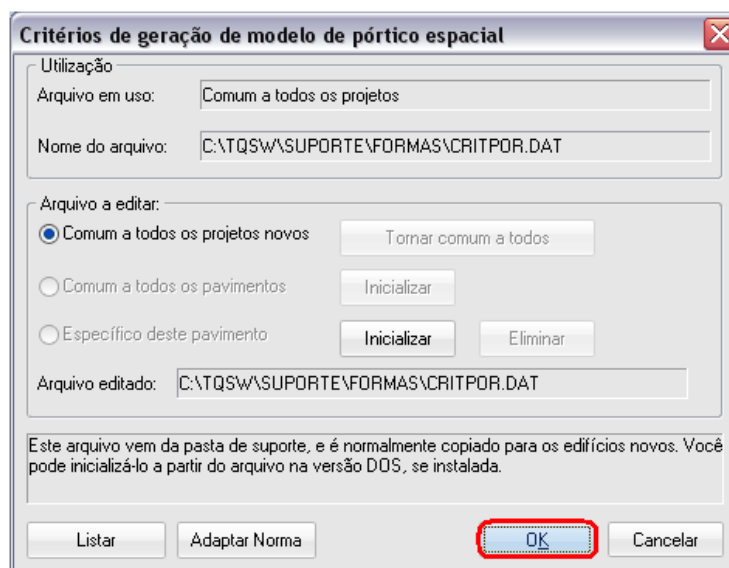 Critérios de geração de modelo de pórtico espacial
Utilização
Arquivo em uso: Comum a todos os projetos
Nome do arquivo: C:\TQSW\SUPORTE\FORMAS\CRITPOR.DAT
Arquivo a editar:
Comum a todos os projetos novos Tornar comum a todos
Comum a todos os pavimentos Inicializar
Específico deste pavimento Inicializar Eliminar
Arquivo editado: C:\TQSW\SUPORTE\FORMAS\CRITPOR.DAT
Este arquivo vem da pasta de suporte, e é normalmente copiado para os edifícios novos. Você
pode inicializá-lo a partir do arquivo na versão DOS, se instalada.
Listar Adaptar Norma OK Cancelar